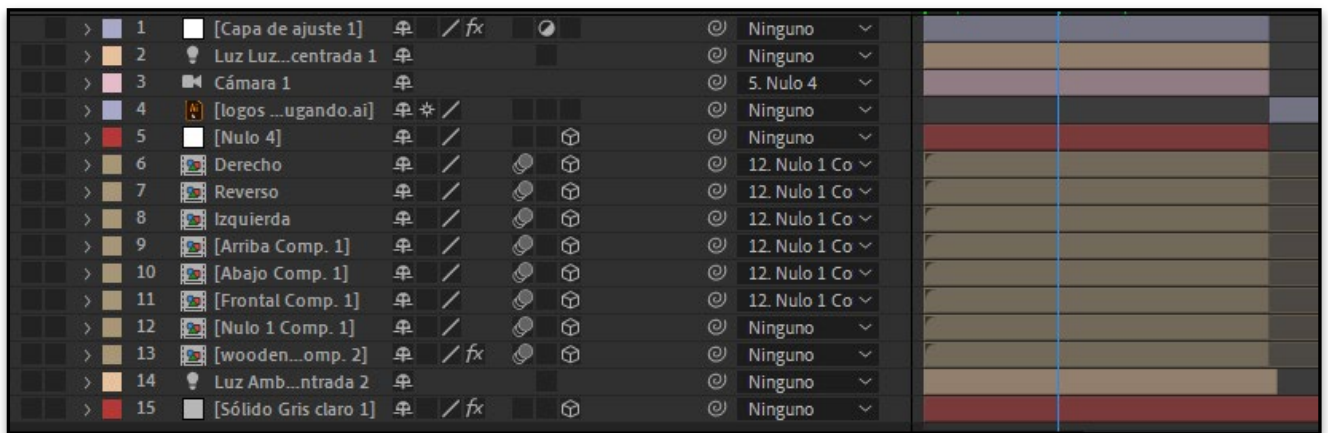 1 [Capa de ajuste 1] fx Ninguno
2 Luz Luz...centrada 1 Ninguno
3 Cámara 1 5. Nulo 4
4 Ai [logos ...ugando.ai] Ninguno
5 [Nulo 4] Ninguno
6 Derecho 12. Nulo 1 Co
7 Reverso 12. Nulo 1 Co
8 Izquierda 12. Nulo 1 Co
9 [Arriba Comp. 1] 12. Nulo 1 Co
10 [Abajo Comp. 1] 12. Nulo 1 Co
11 [Frontal Comp. 1] 12. Nulo 1 Co
12 [Nulo 1 Comp. 1] Ninguno
13 [wooden...omp. 2] fx Ninguno
14 Luz Amb...ntrada 2 Ninguno
15 [Sólido Gris claro 1] fx Ninguno